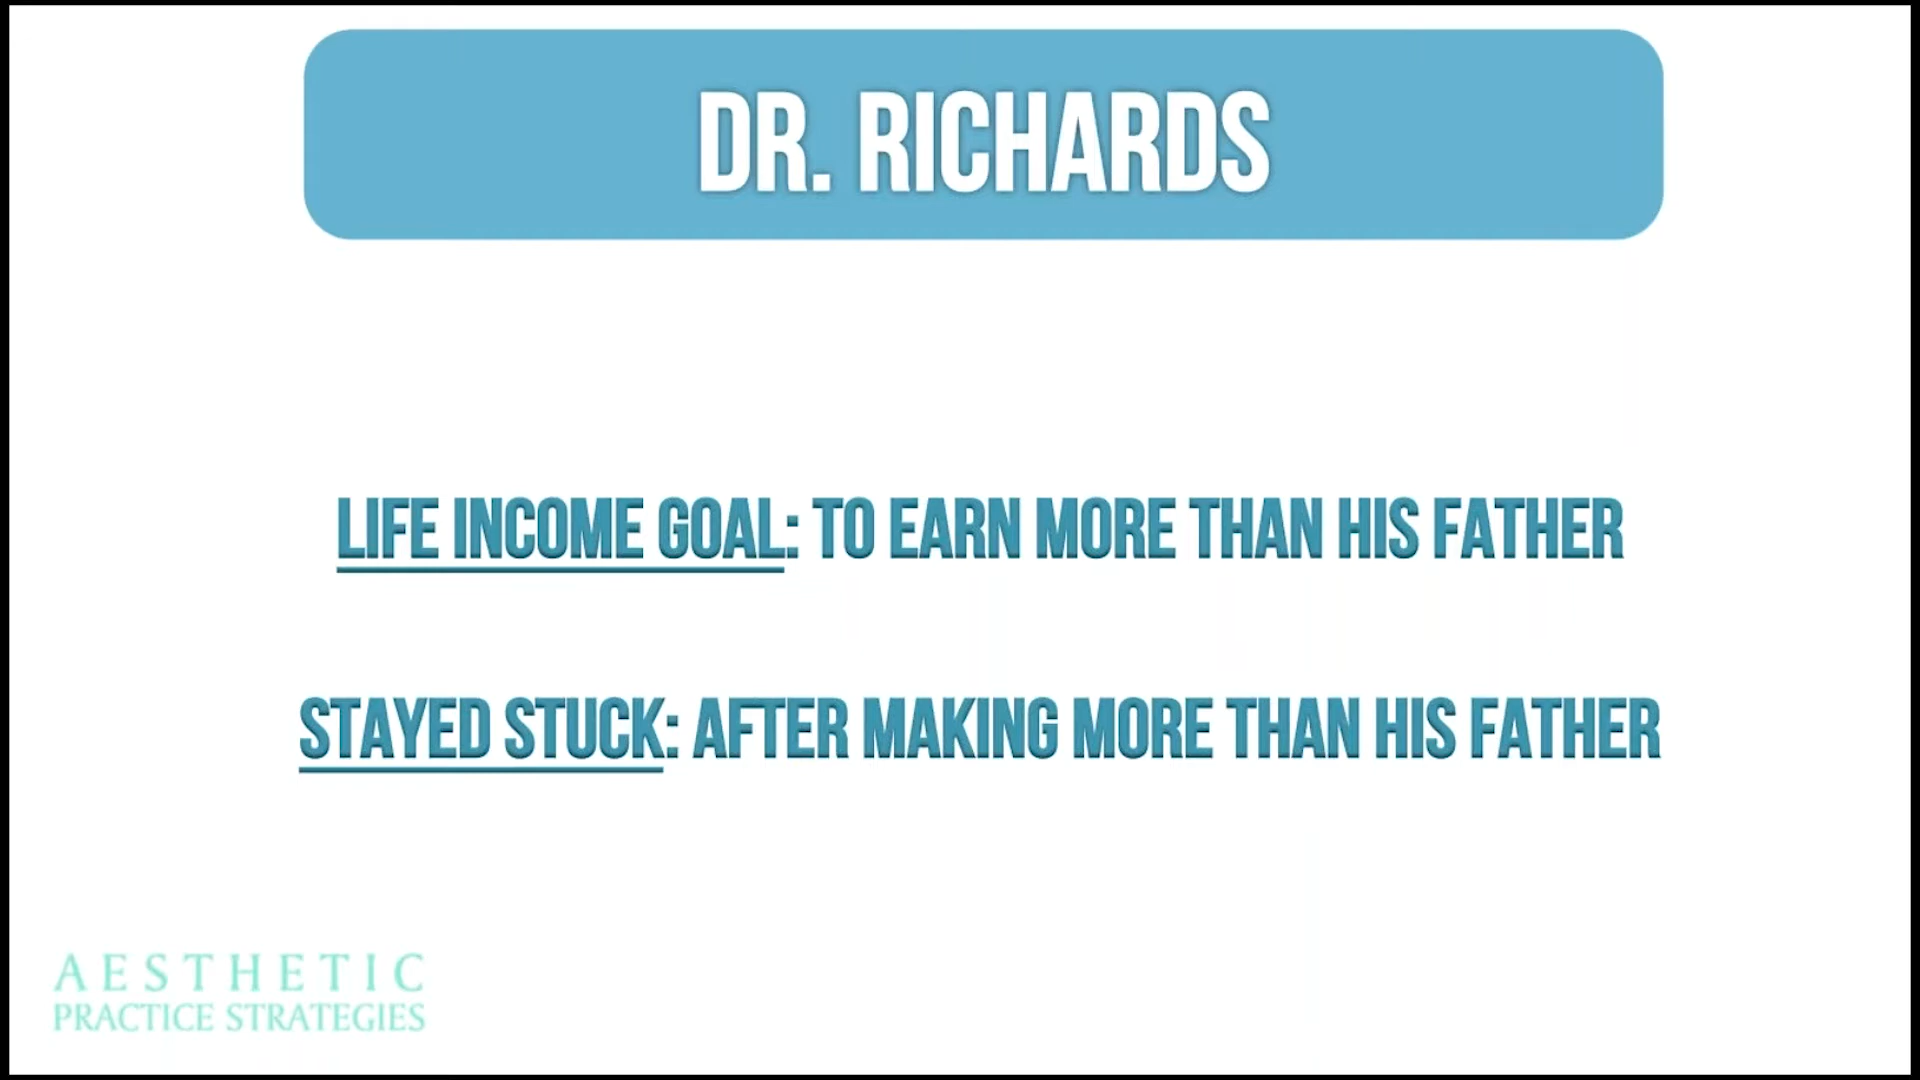 DR. RICHARDS
LIFE INCOME GOAL: TO EARN MORE THAN HIS FATHER
STAYED STUCK: AFTER MAKING MORE THAN HIS FATHER
AESTHETIC
PRACTICE STRATEGIES